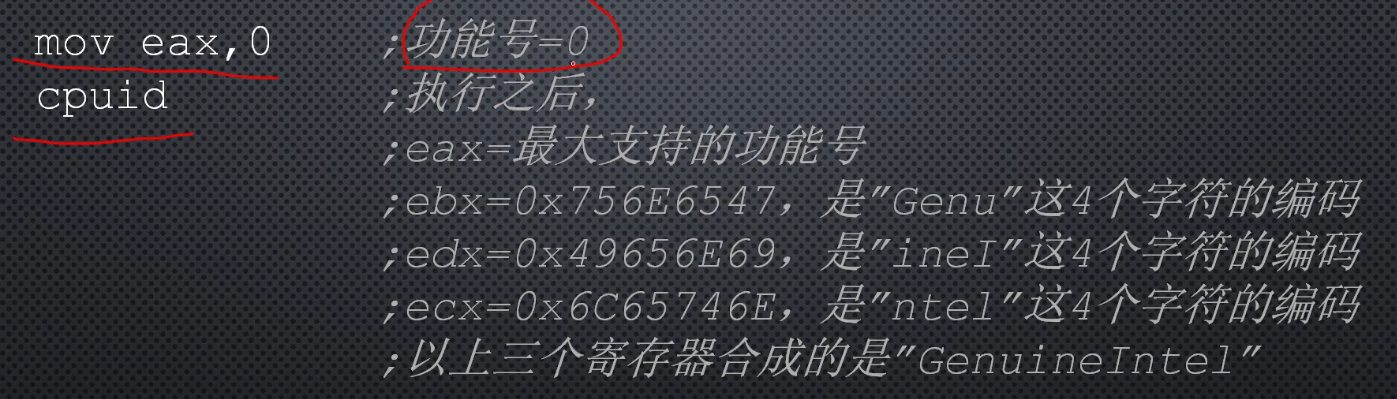 mov eax,0 ;功能号=0。
cpuid ;执行之后，
;eax=最大支持的功能号
;ebx=0x756E6547，是"Genu"这4个字符的编码
;edx=0x49656E69，是"ineI"这4个字符的编码
;ecx=0x6C65746E，是"ntel"这4个字符的编码
;以上三个寄存器合成的是"GenuineIntel"